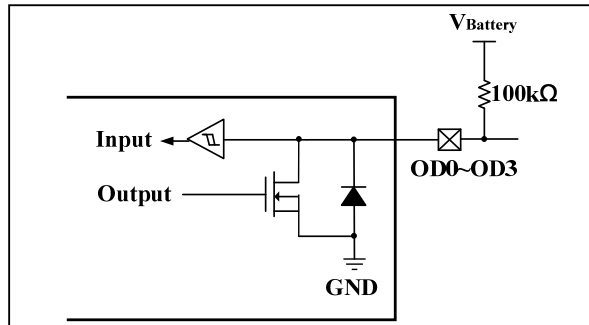 VBattery
100kΩ
Input
OD0~OD3
Output
GND